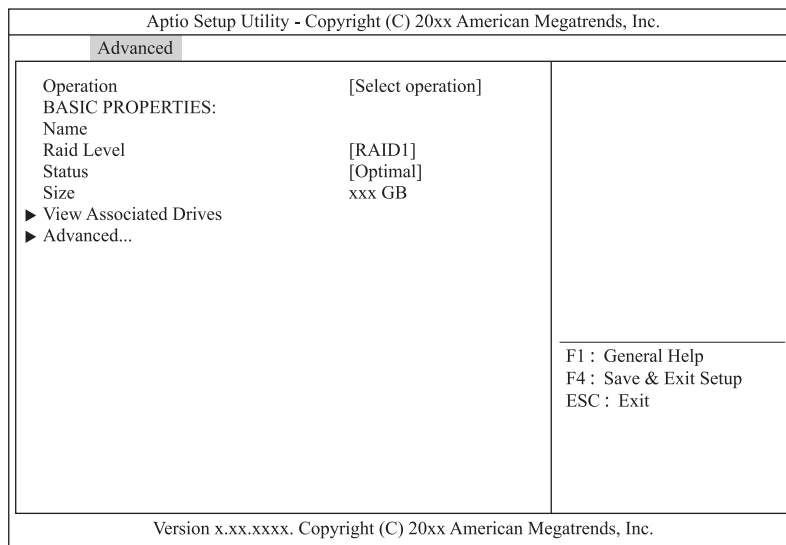 Aptio Setup Utility - Copyright (C) 20xx American Megatrends, Inc.
Advanced
Operation [Select operation]
BASIC PROPERTIES:
Name
Raid Level [RAID1]
Status [Optimal]
Size xxx GB
▶ View Associated Drives
▶ Advanced...
F1 : General Help
F4 : Save & Exit Setup
ESC : Exit
Version x.xx.xxxx. Copyright (C) 20xx American Megatrends, Inc.